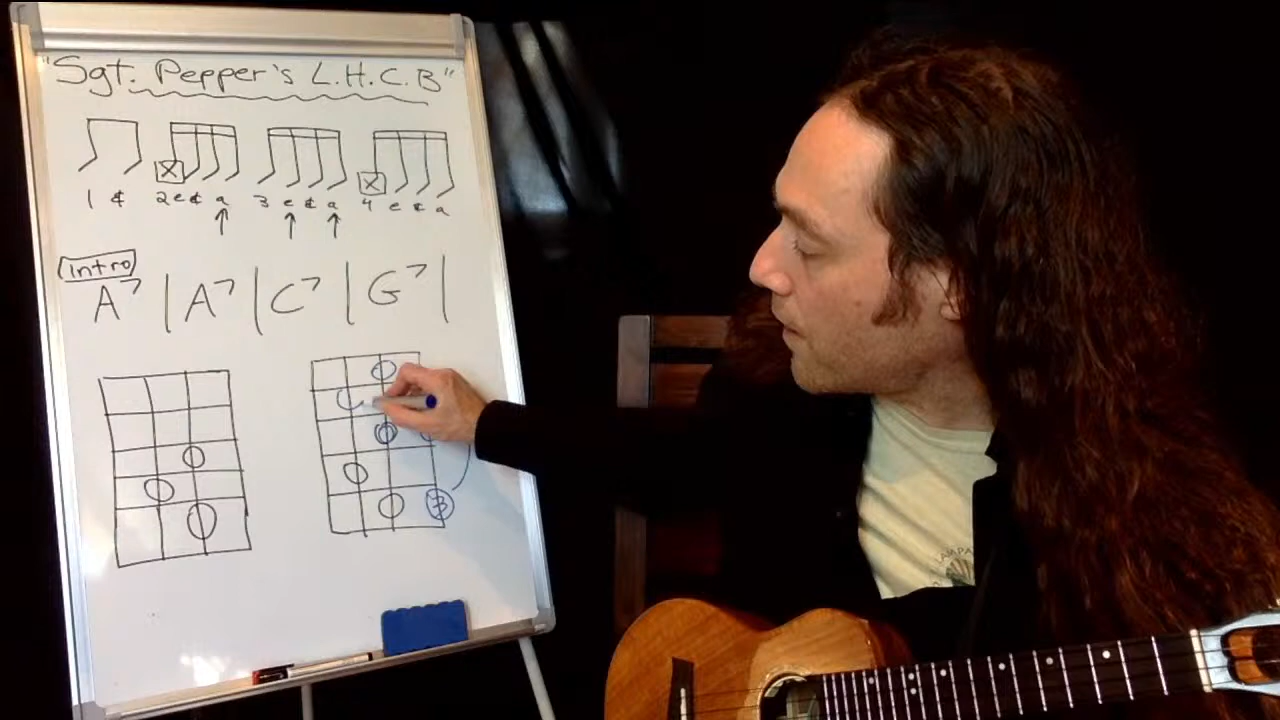 "Sgt. Pepper's L.H.C.B"
1 & 2 e & a 3 e & a 4 e & a
Intro
A7 | A7 | C7 | G7 |
3